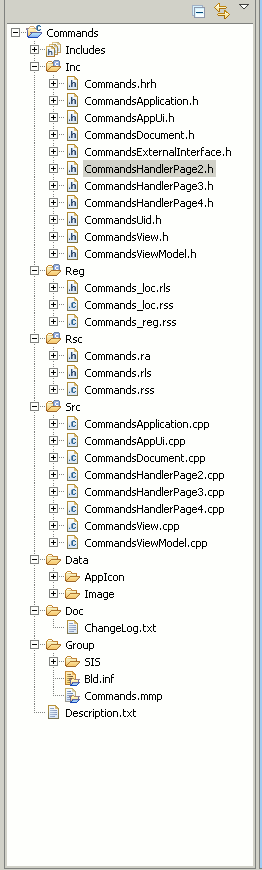 Commands
Includes
Inc
Commands.hrh
CommandsApplication.h
CommandsAppUi.h
CommandsDocument.h
CommandsExternalInterface.h
CommandsHandlerPage2.h
CommandsHandlerPage3.h
CommandsHandlerPage4.h
CommandsUid.h
CommandsView.h
CommandsViewModel.h
Reg
Commands_loc.rls
Commands_loc.rss
Commands_reg.rss
Rsc
Commands.ra
Commands.rls
Commands.rss
Src
CommandsApplication.cpp
CommandsAppUi.cpp
CommandsDocument.cpp
CommandsHandlerPage2.cpp
CommandsHandlerPage3.cpp
CommandsHandlerPage4.cpp
CommandsView.cpp
CommandsViewModel.cpp
Data
AppIcon
Image
Doc
ChangeLog.txt
Group
SIS
Bld.inf
Commands.mmp
Description.txt